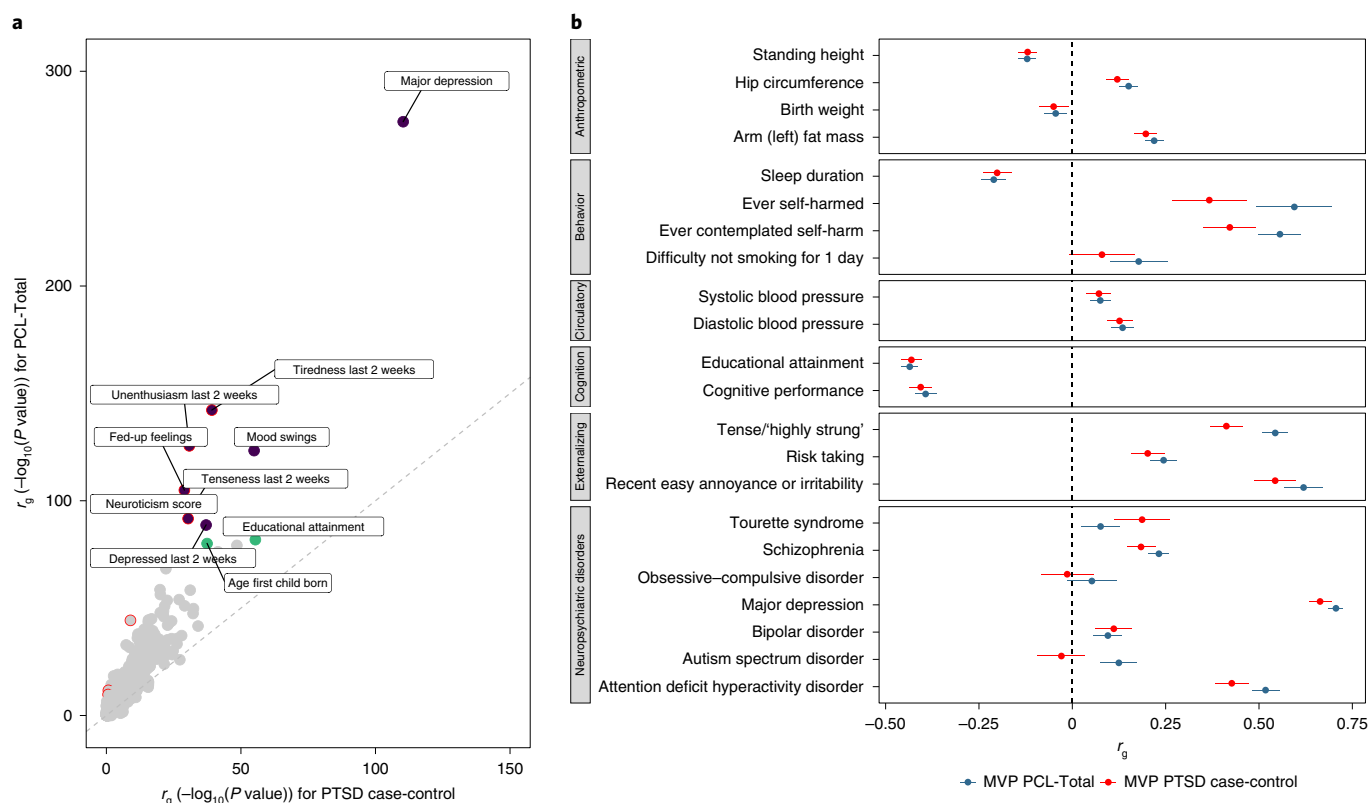 a
300
200
100
0
0
50
100
150
r_g (−log10(P value)) for PCL-Total
r_g (−log10(P value)) for PTSD case-control
Major depression
Tiredness last 2 weeks
Unenthusiasm last 2 weeks
Fed-up feelings
Mood swings
Tenseness last 2 weeks
Neuroticism score
Educational attainment
Depressed last 2 weeks
Age first child born
b
Anthropometric
Standing height
Hip circumference
Birth weight
Arm (left) fat mass
Behavior
Sleep duration
Ever self-harmed
Ever contemplated self-harm
Difficulty not smoking for 1 day
Circulatory
Systolic blood pressure
Diastolic blood pressure
Cognition
Educational attainment
Cognitive performance
Externalizing
Tense/‘highly strung’
Risk taking
Recent easy annoyance or irritability
Neuropsychiatric disorders
Tourette syndrome
Schizophrenia
Obsessive–compulsive disorder
Major depression
Bipolar disorder
Autism spectrum disorder
Attention deficit hyperactivity disorder
−0.50
−0.25
0
0.25
0.50
0.75
r_g
MVP PCL-Total
MVP PTSD case-control